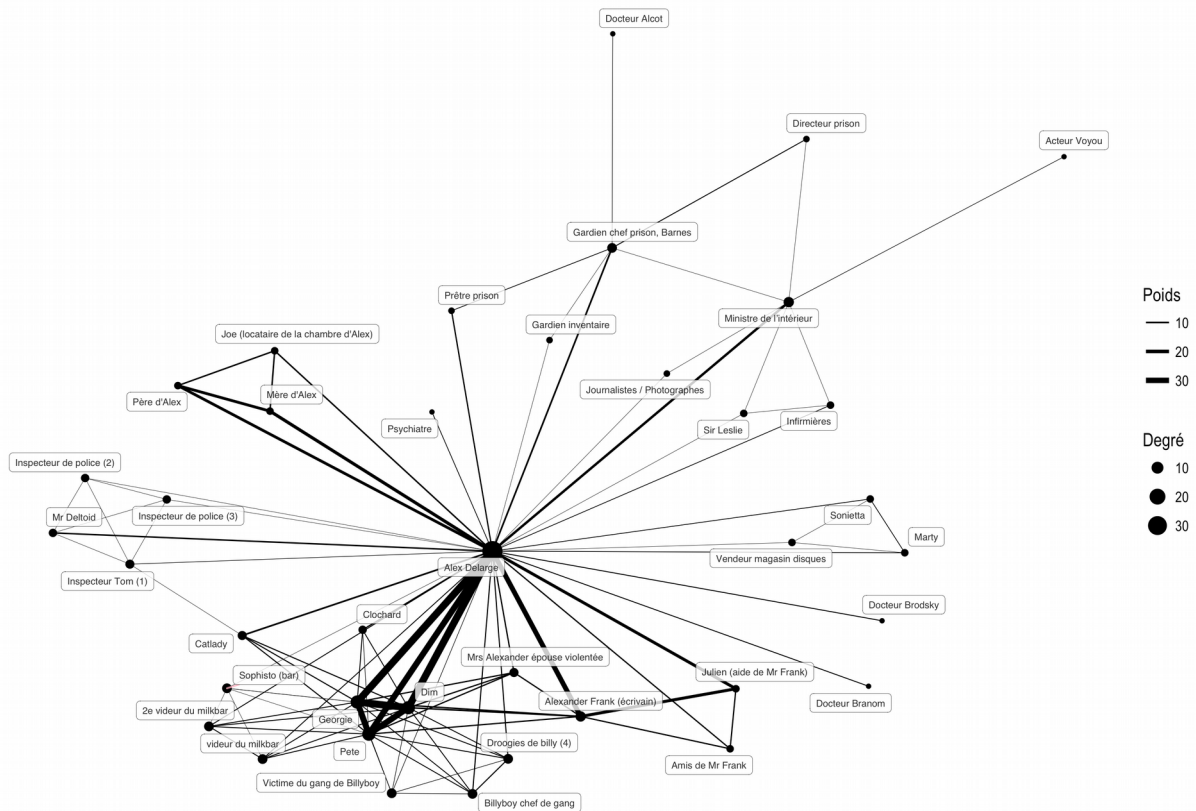 Docteur Alcot
Directeur prison
Acteur Voyou
Gardien chef prison, Barnes
Prêtre prison
Gardien inventaire
Ministre de l'intérieur
Joe (locataire de la chambre d'Alex)
Père d'Alex
Mère d'Alex
Psychiatre
Journalistes / Photographes
Sir Leslie
Infirmières
Inspecteur de police (2)
Mr Deltoid
Inspecteur de police (3)
Inspecteur Tom (1)
Sonietta
Marty
Vendeur magasin disques
Alex Delarge
Docteur Brodsky
Clochard
Catlady
Mrs Alexander épouse violentée
Sophisto (bar)
Dim
Julien (aide de Mr Frank)
Alexander Frank (écrivain)
Docteur Branom
2e videur du milkbar
Georgie
videur du milkbar
Pete
Droogies de billy (4)
Amis de Mr Frank
Victime du gang de Billyboy
Billyboy chef de gang
Poids
10
20
30
Degré
10
20
30